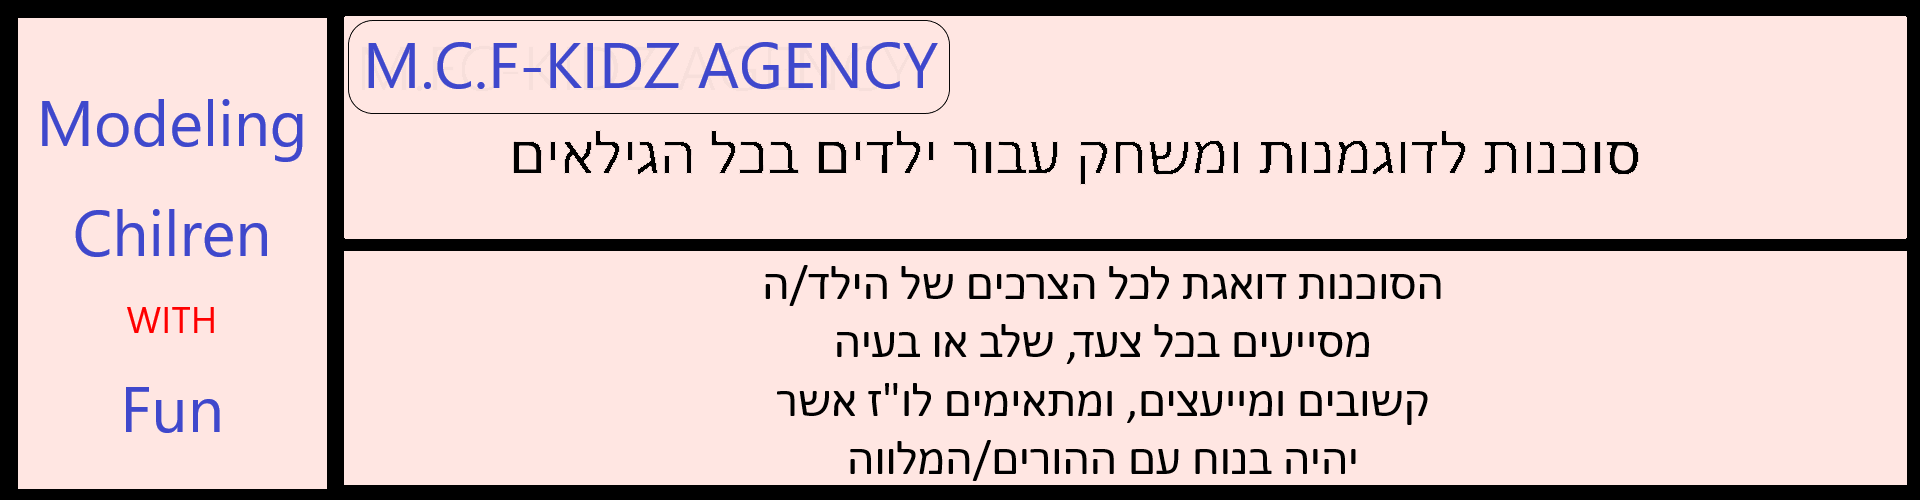 Modeling
Chilren
WITH
Fun
M.C.F-KIDZ AGENCY
סוכנות לדוגמנות ומשחק עבור ילדים בכל הגילאים
הסוכנות דואגת לכל הצרכים של הילד/ה
מסייעים בכל צעד, שלב או בעיה
קשובים ומייעצים, ומתאימים לו"ז אשר
יהיה בנוח עם ההורים/המלווה